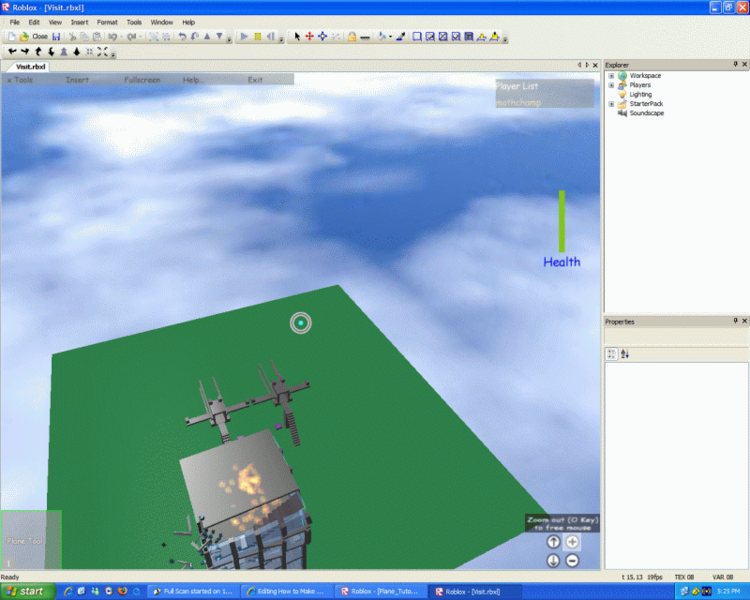 Roblox - [Visit.rbxl]
File Edit View Insert Format Tools Window Help
Close
Visit.rbxl
x Tools Insert Fullscreen Help... Exit
Player List
mathchamp
Health
Explorer
Workspace
Players
Lighting
StarterPack
Soundscape
Properties
Zoom out (O Key)
to free mouse
Plane Tool
1
Ready
t 15.13 19fps TEX 0B VAR 0B
start
Full Scan started on 1...
Editing How to Make ...
Roblox - [Plane_Tuto...
Roblox - [Visit.rbxl]
5:25 PM